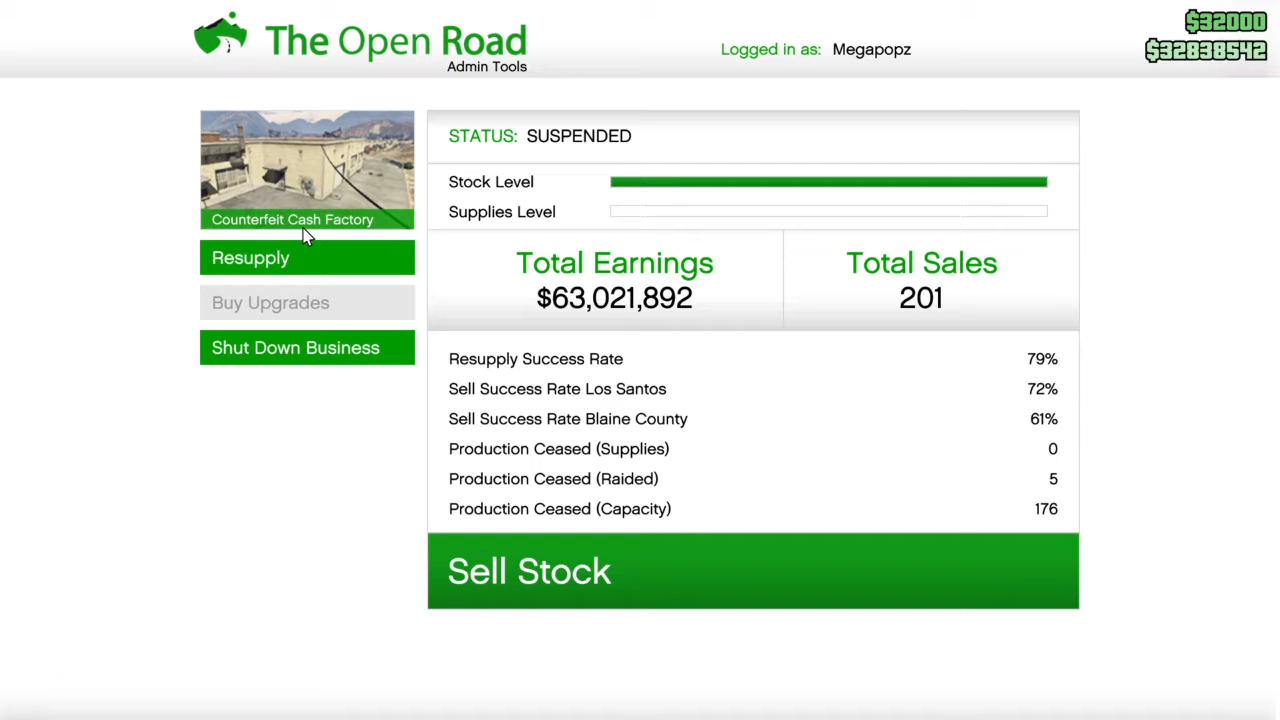 The Open Road
Admin Tools
Logged in as: Megapopz
$32000
$32838542
Counterfeit Cash Factory
Resupply
Buy Upgrades
Shut Down Business
STATUS: SUSPENDED
Stock Level
Supplies Level
Total Earnings
$63,021,892
Total Sales
201
Resupply Success Rate 79%
Sell Success Rate Los Santos 72%
Sell Success Rate Blaine County 61%
Production Ceased (Supplies) 0
Production Ceased (Raided) 5
Production Ceased (Capacity) 176
Sell Stock